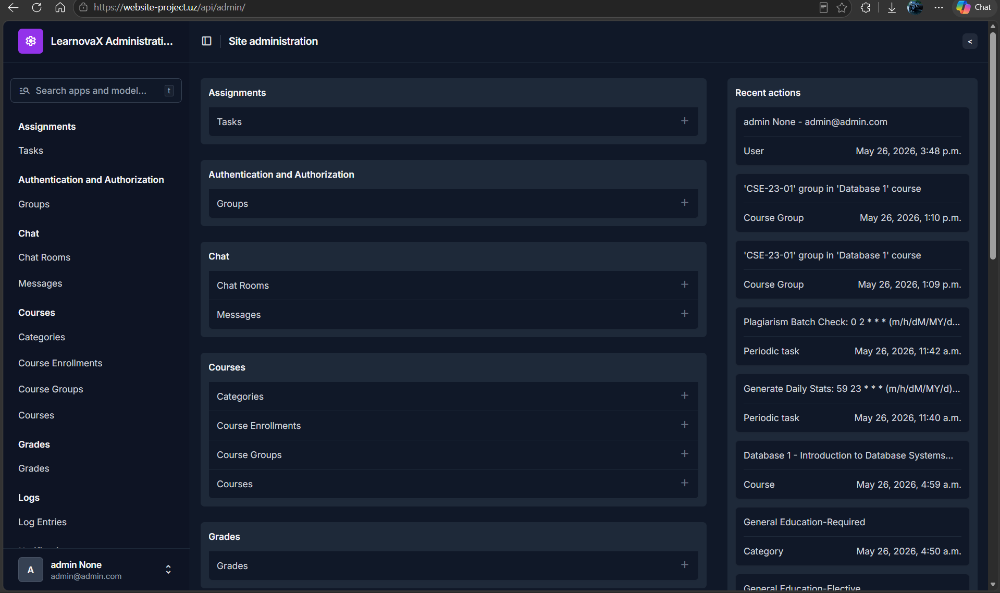 https://website-project.uz/api/admin/
Chat
LearnovaX Administrati...
Site administration
<
Search apps and model...
t
Assignments
Tasks
Authentication and Authorization
Groups
Chat
Chat Rooms
Messages
Courses
Categories
Course Enrollments
Course Groups
Courses
Grades
Grades
Logs
Log Entries
A
admin None
admin@admin.com
Assignments
Tasks
Authentication and Authorization
Groups
Chat
Chat Rooms
Messages
Courses
Categories
Course Enrollments
Course Groups
Courses
Grades
Grades
Recent actions
admin None - admin@admin.com
User May 26, 2026, 3:48 p.m.
'CSE-23-01' group in 'Database 1' course
Course Group May 26, 2026, 1:10 p.m.
'CSE-23-01' group in 'Database 1' course
Course Group May 26, 2026, 1:09 p.m.
Plagiarism Batch Check: 0 2 * * * (m/h/dM/MY/d...
Periodic task May 26, 2026, 11:42 a.m.
Generate Daily Stats: 59 23 * * * (m/h/dM/MY/d)...
Periodic task May 26, 2026, 11:40 a.m.
Database 1 - Introduction to Database Systems...
Course May 26, 2026, 4:59 a.m.
General Education-Required
Category May 26, 2026, 4:50 a.m.
General Education-Elective